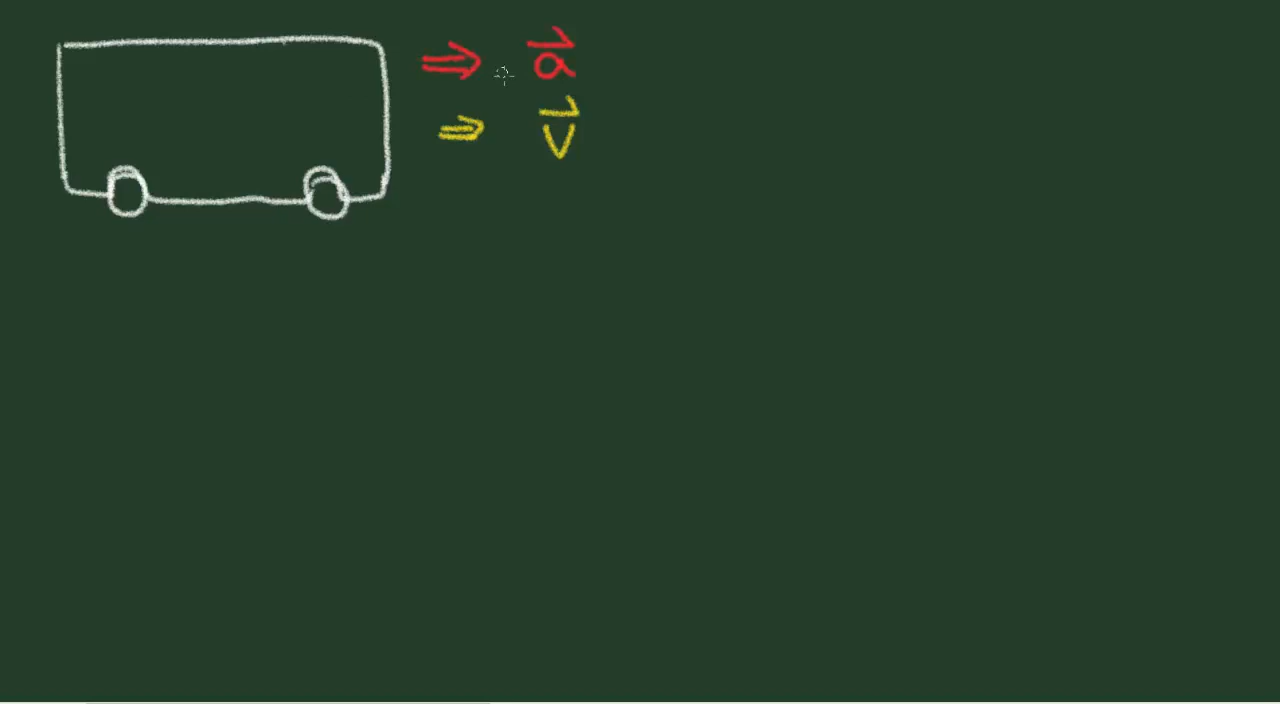 ⇒ a⃗
⇒ v⃗